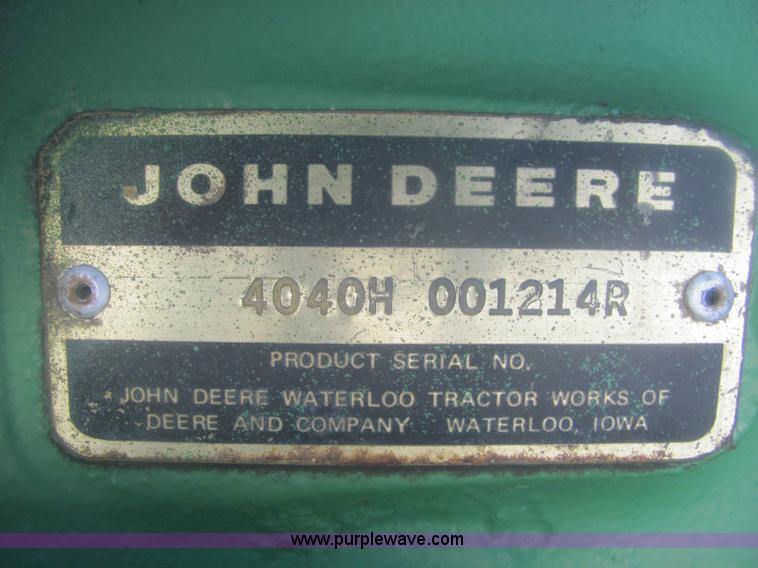 JOHN DEERE
4040H 001214R
PRODUCT SERIAL NO.
JOHN DEERE WATERLOO TRACTOR WORKS OF
DEERE AND COMPANY WATERLOO, IOWA
www.purplewave.com